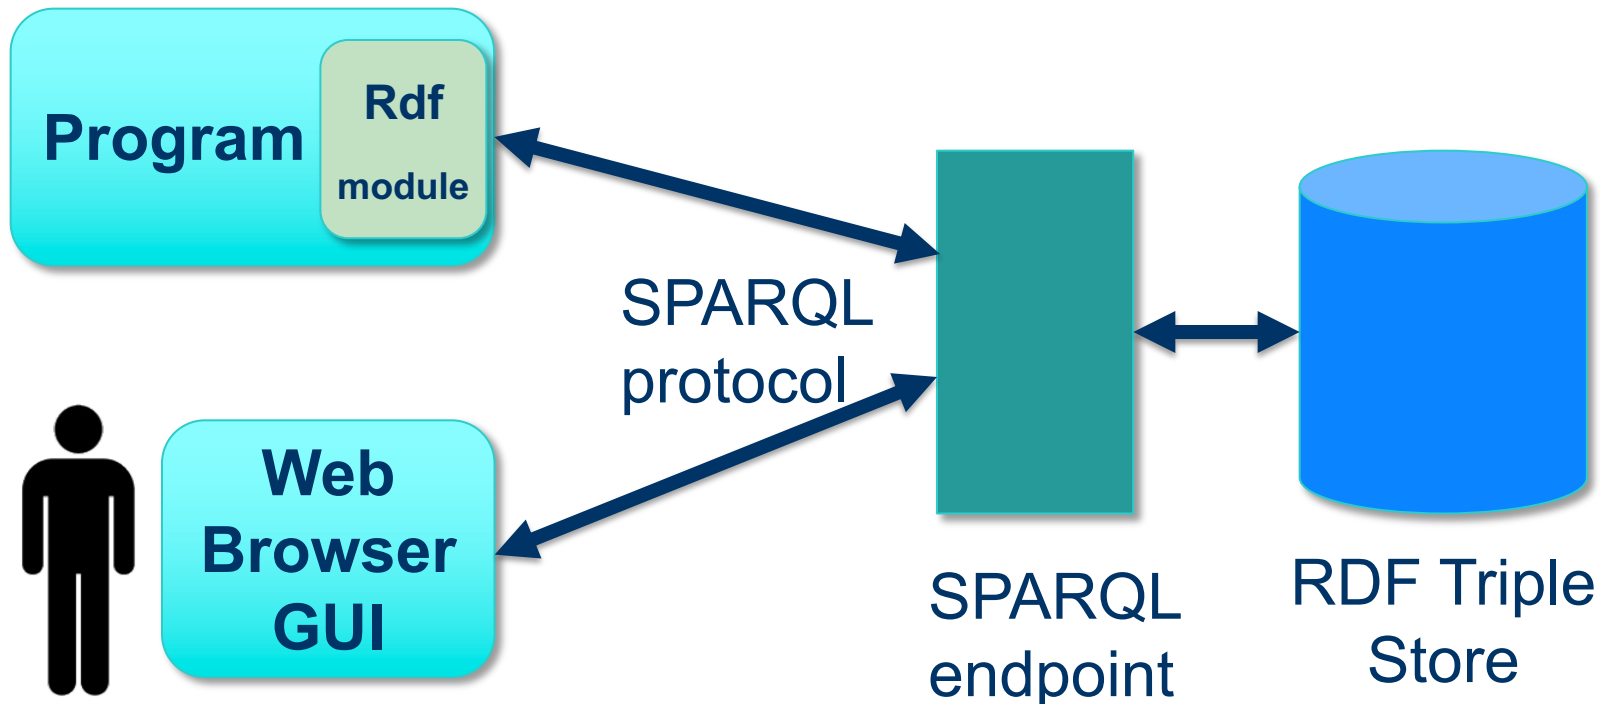 Program
Rdf
module
SPARQL
protocol
Web
Browser
GUI
SPARQL
endpoint
RDF Triple
Store